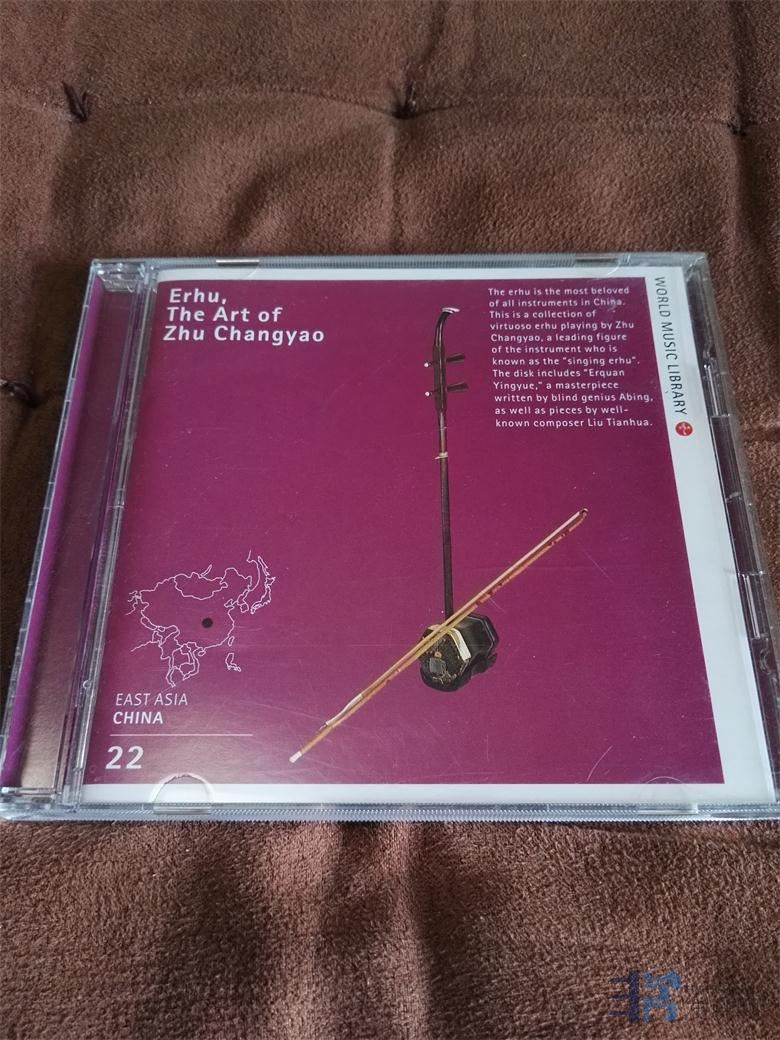 Erhu,
The Art of
Zhu Changyao
The erhu is the most beloved
of all instruments in China.
This is a collection of
virtuoso erhu playing by Zhu
Changyao, a leading figure
of the instrument who is
known as the "singing erhu".
The disk includes "Erquan
Yingyue," a masterpiece
written by blind genius Abing,
as well as pieces by well-
known composer Liu Tianhua.
WORLD MUSIC LIBRARY
EAST ASIA
CHINA
22